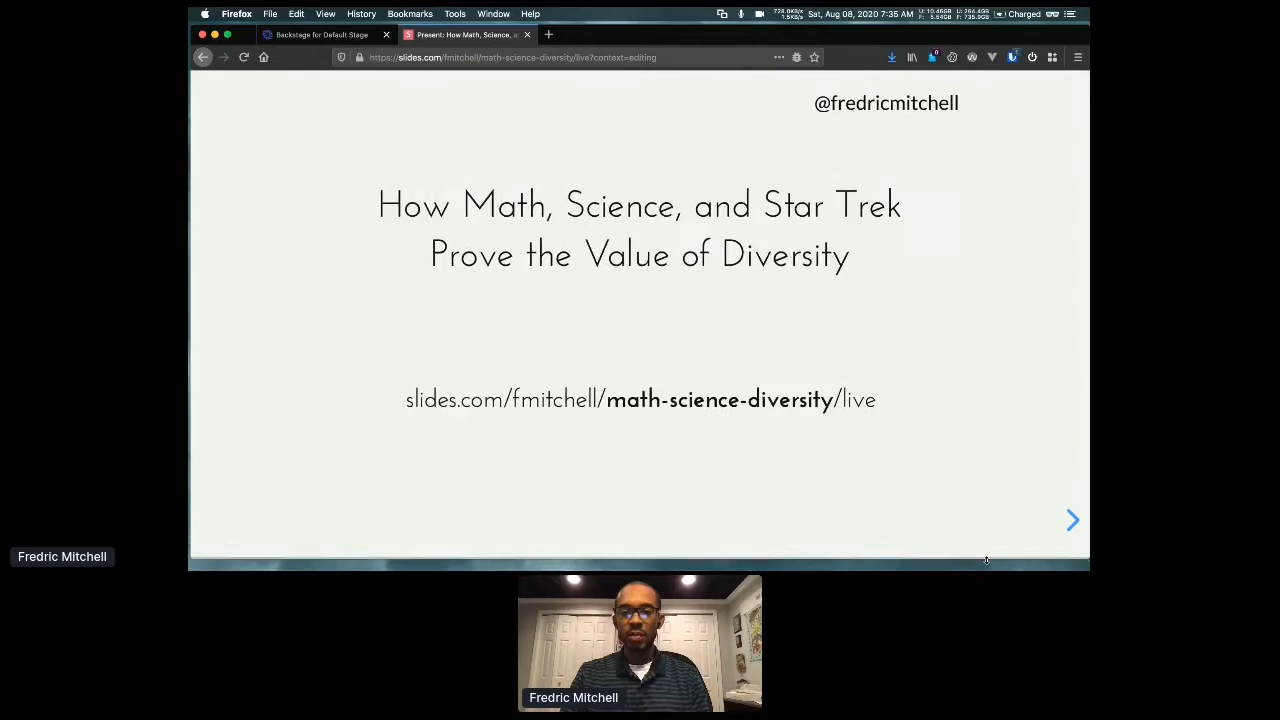 Firefox File Edit View History Bookmarks Tools Window Help Sat, Aug 08, 2020 7:35 AM Charged
Backstage for Default Stage Present: How Math, Science, a
https://slides.com/fmitchell/math-science-diversity/live?context=editing
@fredricmitchell
How Math, Science, and Star Trek
Prove the Value of Diversity
slides.com/fmitchell/math-science-diversity/live
Fredric Mitchell
Fredric Mitchell